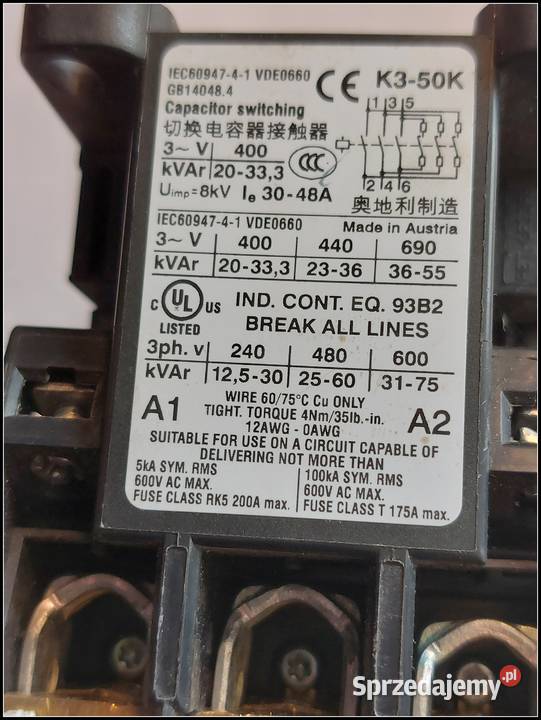 IEC60947-4-1 VDE0660
GB14048.4
CE K3-50K
Capacitor switching
切换电容器接触器
1 3 5
3~ V 400
kVAr 20-33,3
CCC
Uimp=8kV Ie 30-48A
2 4 6
奥地利制造
IEC60947-4-1 VDE0660 Made in Austria
3~ V 400 440 690
kVAr 20-33,3 23-36 36-55
C UL US IND. CONT. EQ. 93B2
LISTED BREAK ALL LINES
3ph. v 240 480 600
kVAr 12,5-30 25-60 31-75
WIRE 60/75°C Cu ONLY
A1 TIGHT. TORQUE 4Nm/35lb.-in. A2
12AWG - 0AWG
SUITABLE FOR USE ON A CIRCUIT CAPABLE OF
DELIVERING NOT MORE THAN
5kA SYM. RMS 100kA SYM. RMS
600V AC MAX. 600V AC MAX.
FUSE CLASS RK5 200A max. FUSE CLASS T 175A max.
Sprzedajemy.pl